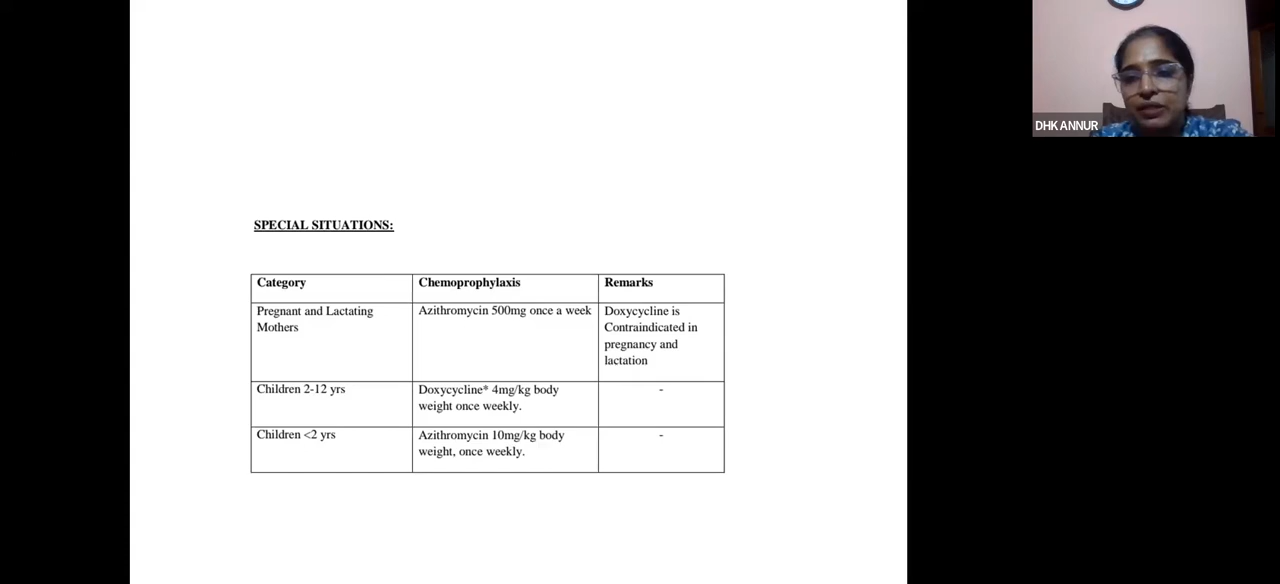 DHKANNUR
SPECIAL SITUATIONS:
Category Chemoprophylaxis Remarks
Pregnant and Lactating Mothers Azithromycin 500mg once a week Doxycycline is
Contraindicated in
pregnancy and
lactation
Children 2-12 yrs Doxycycline* 4mg/kg body -
weight once weekly.
Children <2 yrs Azithromycin 10mg/kg body -
weight, once weekly.